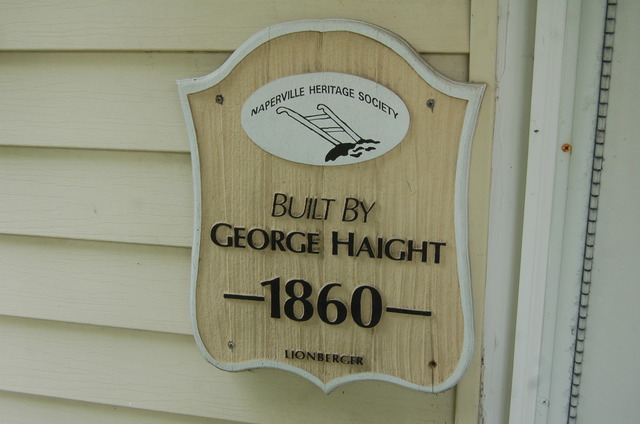 NAPERVILLE HERITAGE SOCIETY
BUILT BY
GEORGE HAIGHT
—1860—
LIONBERGER